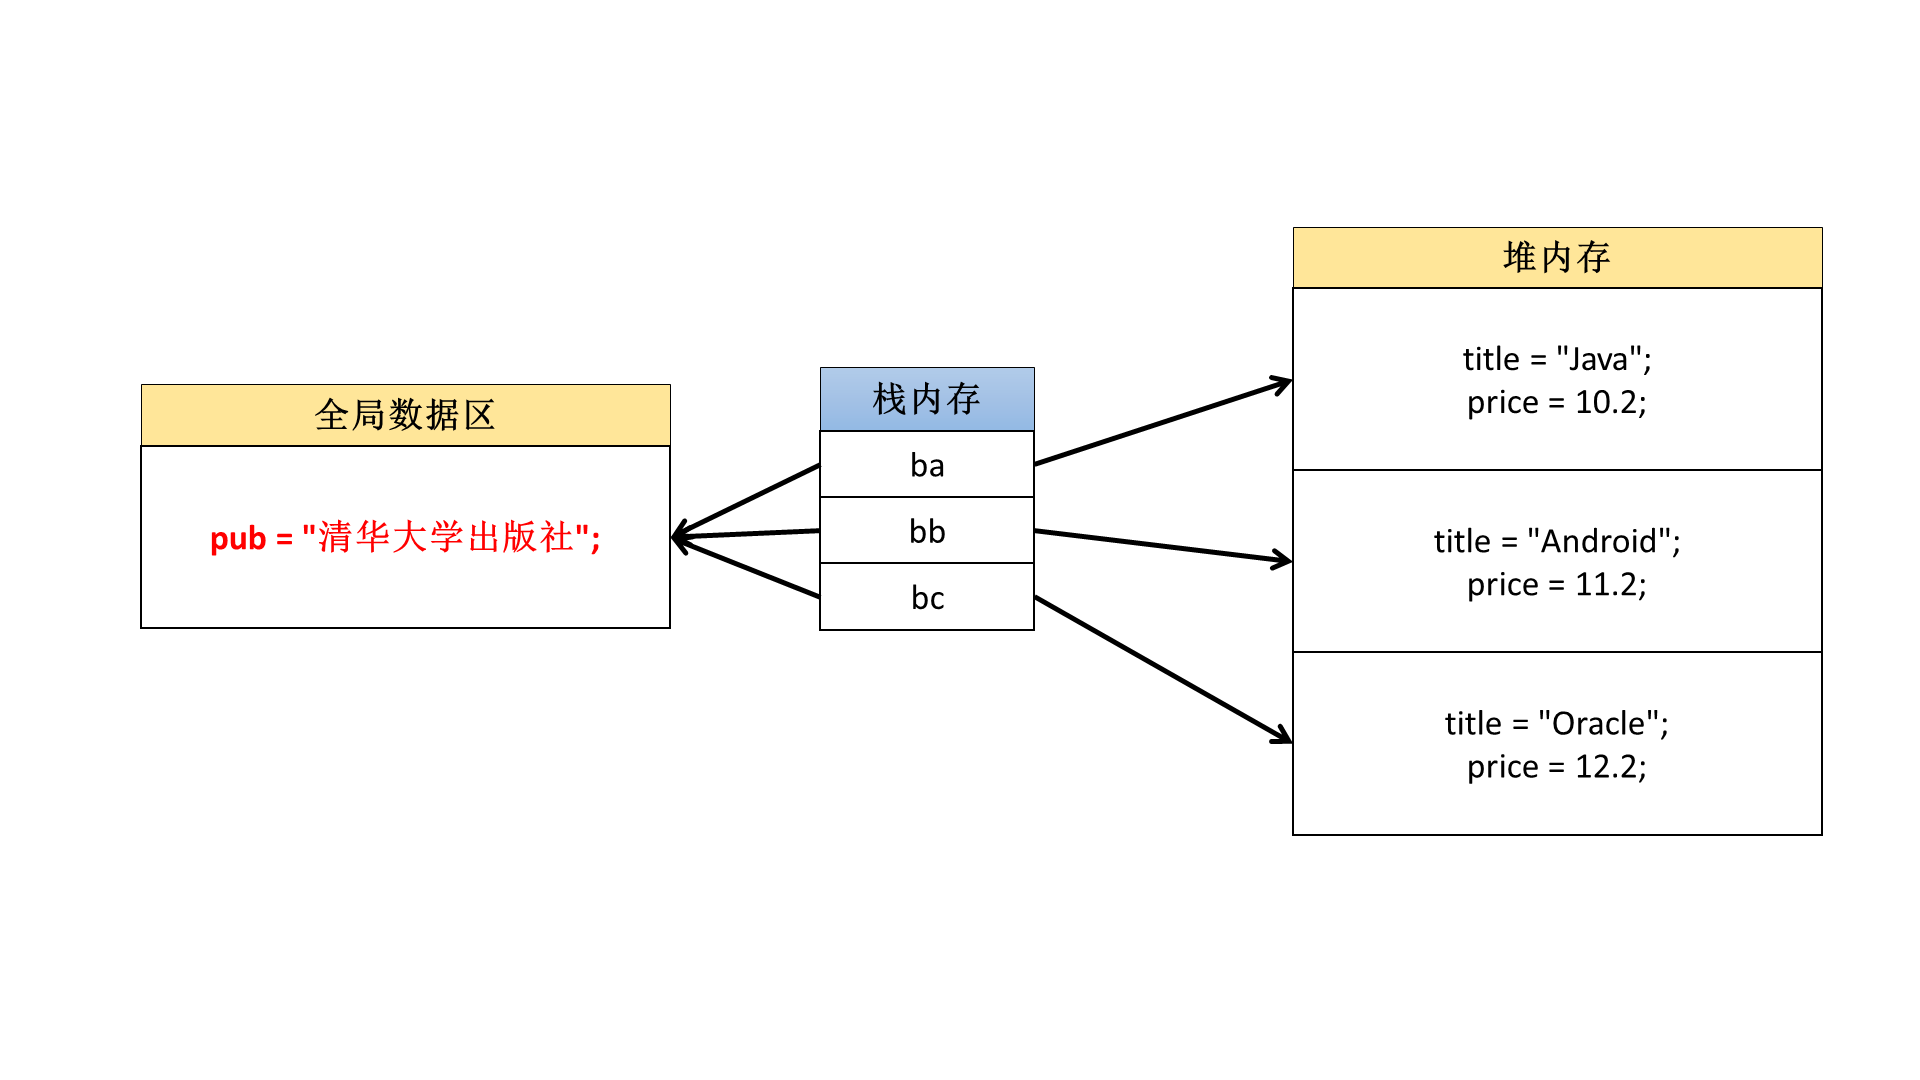 全局数据区
pub = "清华大学出版社";
栈内存
ba
bb
bc
堆内存
title = "Java";
price = 10.2;
title = "Android";
price = 11.2;
title = "Oracle";
price = 12.2;